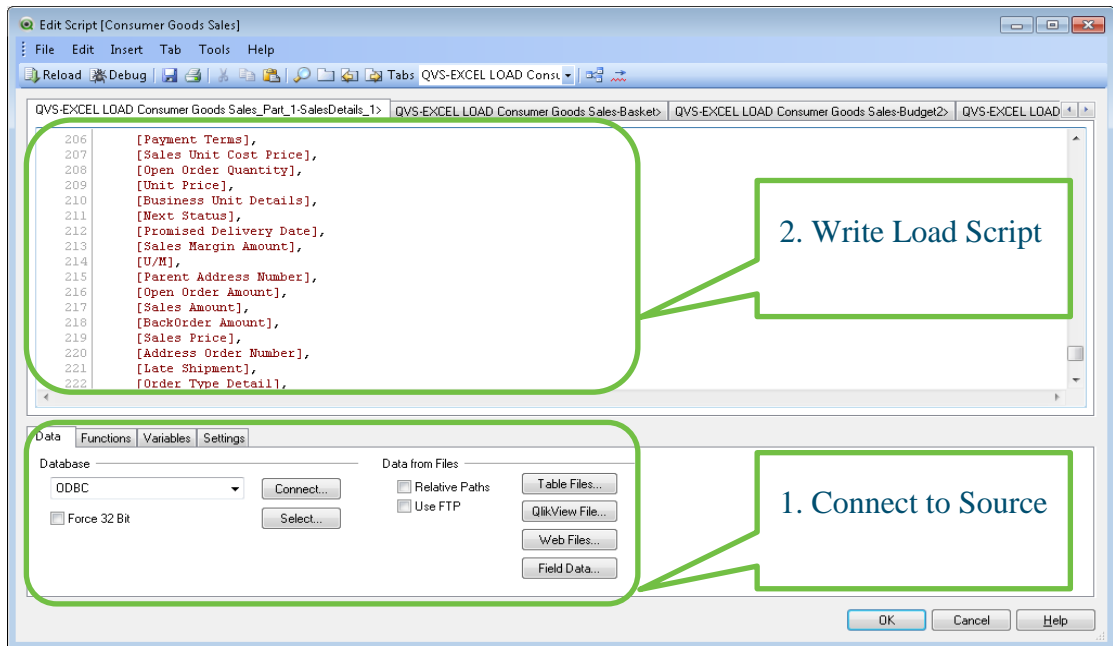 Edit Script [Consumer Goods Sales]
File Edit Insert Tab Tools Help
Reload Debug Tabs QVS-EXCEL LOAD Consu
QVS-EXCEL LOAD Consumer Goods Sales_Part_1-SalesDetails_1> QVS-EXCEL LOAD Consumer Goods Sales-Basket> QVS-EXCEL LOAD Consumer Goods Sales-Budget2> QVS-EXCEL LOAD
206 [Payment Terms],
207 [Sales Unit Cost Price],
208 [Open Order Quantity],
209 [Unit Price],
210 [Business Unit Details],
211 [Next Status],
212 [Promised Delivery Date],
213 [Sales Margin Amount],
214 [U/M],
215 [Parent Address Number],
216 [Open Order Amount],
217 [Sales Amount],
218 [BackOrder Amount],
219 [Sales Price],
220 [Address Order Number],
221 [Late Shipment],
222 [Order Type Detail],
2. Write Load Script
Data Functions Variables Settings
Database Data from Files
ODBC Connect... Relative Paths Table Files...
Force 32 Bit Select... Use FTP QlikView File...
Web Files...
Field Data...
1. Connect to Source
OK Cancel Help